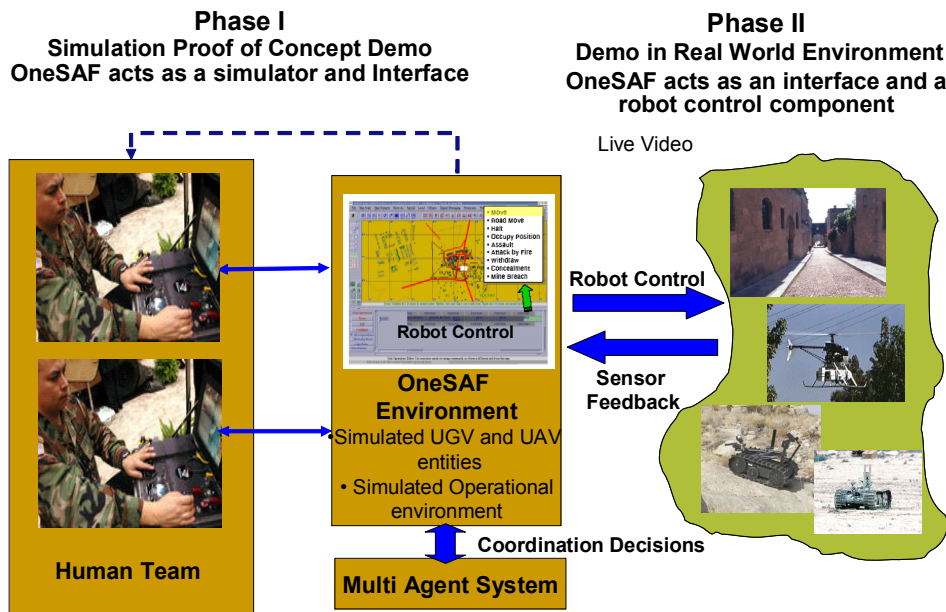 Phase I
Simulation Proof of Concept Demo
OneSAF acts as a simulator and Interface
Phase II
Demo in Real World Environment
OneSAF acts as an interface and a
robot control component
Live Video
• Move
• Road Move
• Halt
• Occupy Position
• Assault
• Attack by Fire
• Withdraw
• Concealment
• Mine Breach
Robot Control
OneSAF
Environment
•Simulated UGV and UAV
entities
• Simulated Operational
environment
Robot Control
Sensor
Feedback
Human Team
Coordination Decisions
Multi Agent System